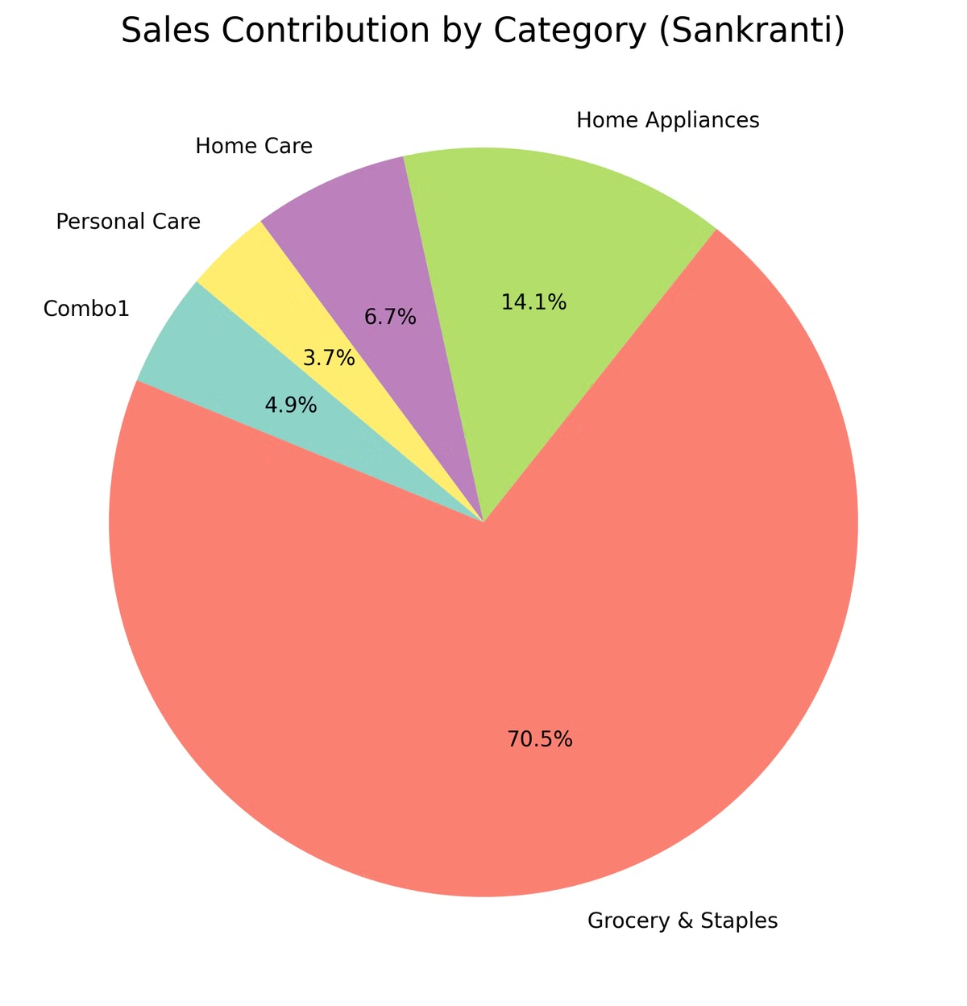 Sales Contribution by Category (Sankranti)
Home Appliances
Home Care
Personal Care
Combo1
14.1%
6.7%
3.7%
4.9%
70.5%
Grocery & Staples